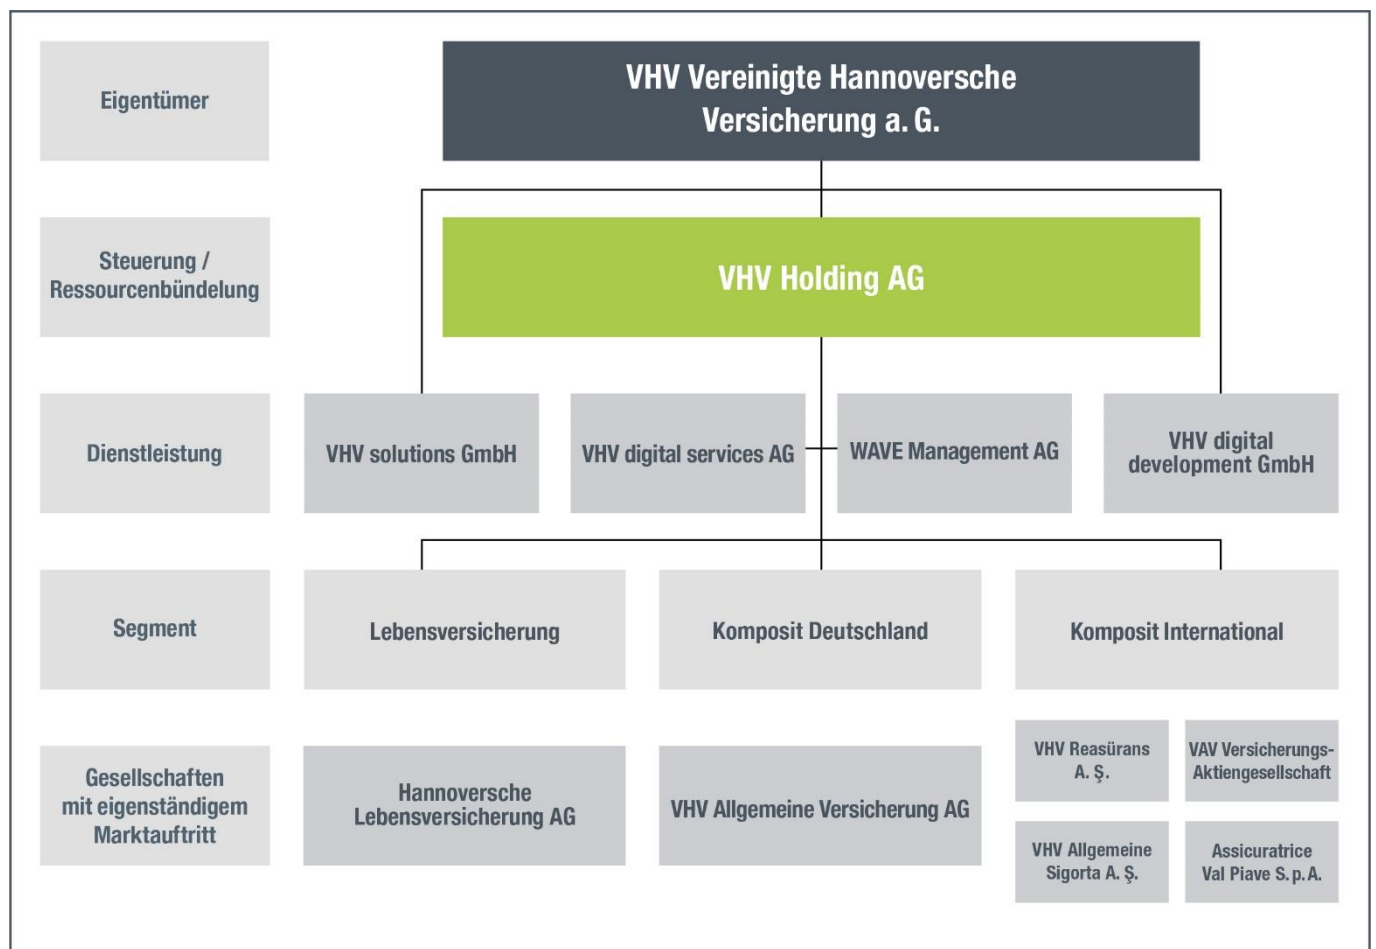 Eigentümer
VHV Vereinigte Hannoversche
Versicherung a. G.
Steuerung /
Ressourcenbündelung
VHV Holding AG
Dienstleistung
VHV solutions GmbH
VHV digital services AG
WAVE Management AG
VHV digital
development GmbH
Segment
Lebensversicherung
Komposit Deutschland
Komposit International
Gesellschaften
mit eigenständigem
Marktauftritt
Hannoversche
Lebensversicherung AG
VHV Allgemeine Versicherung AG
VHV Reasürans
A. Ş.
VAV Versicherungs-
Aktiengesellschaft
VHV Allgemeine
Sigorta A. Ş.
Assicuratrice
Val Piave S. p. A.